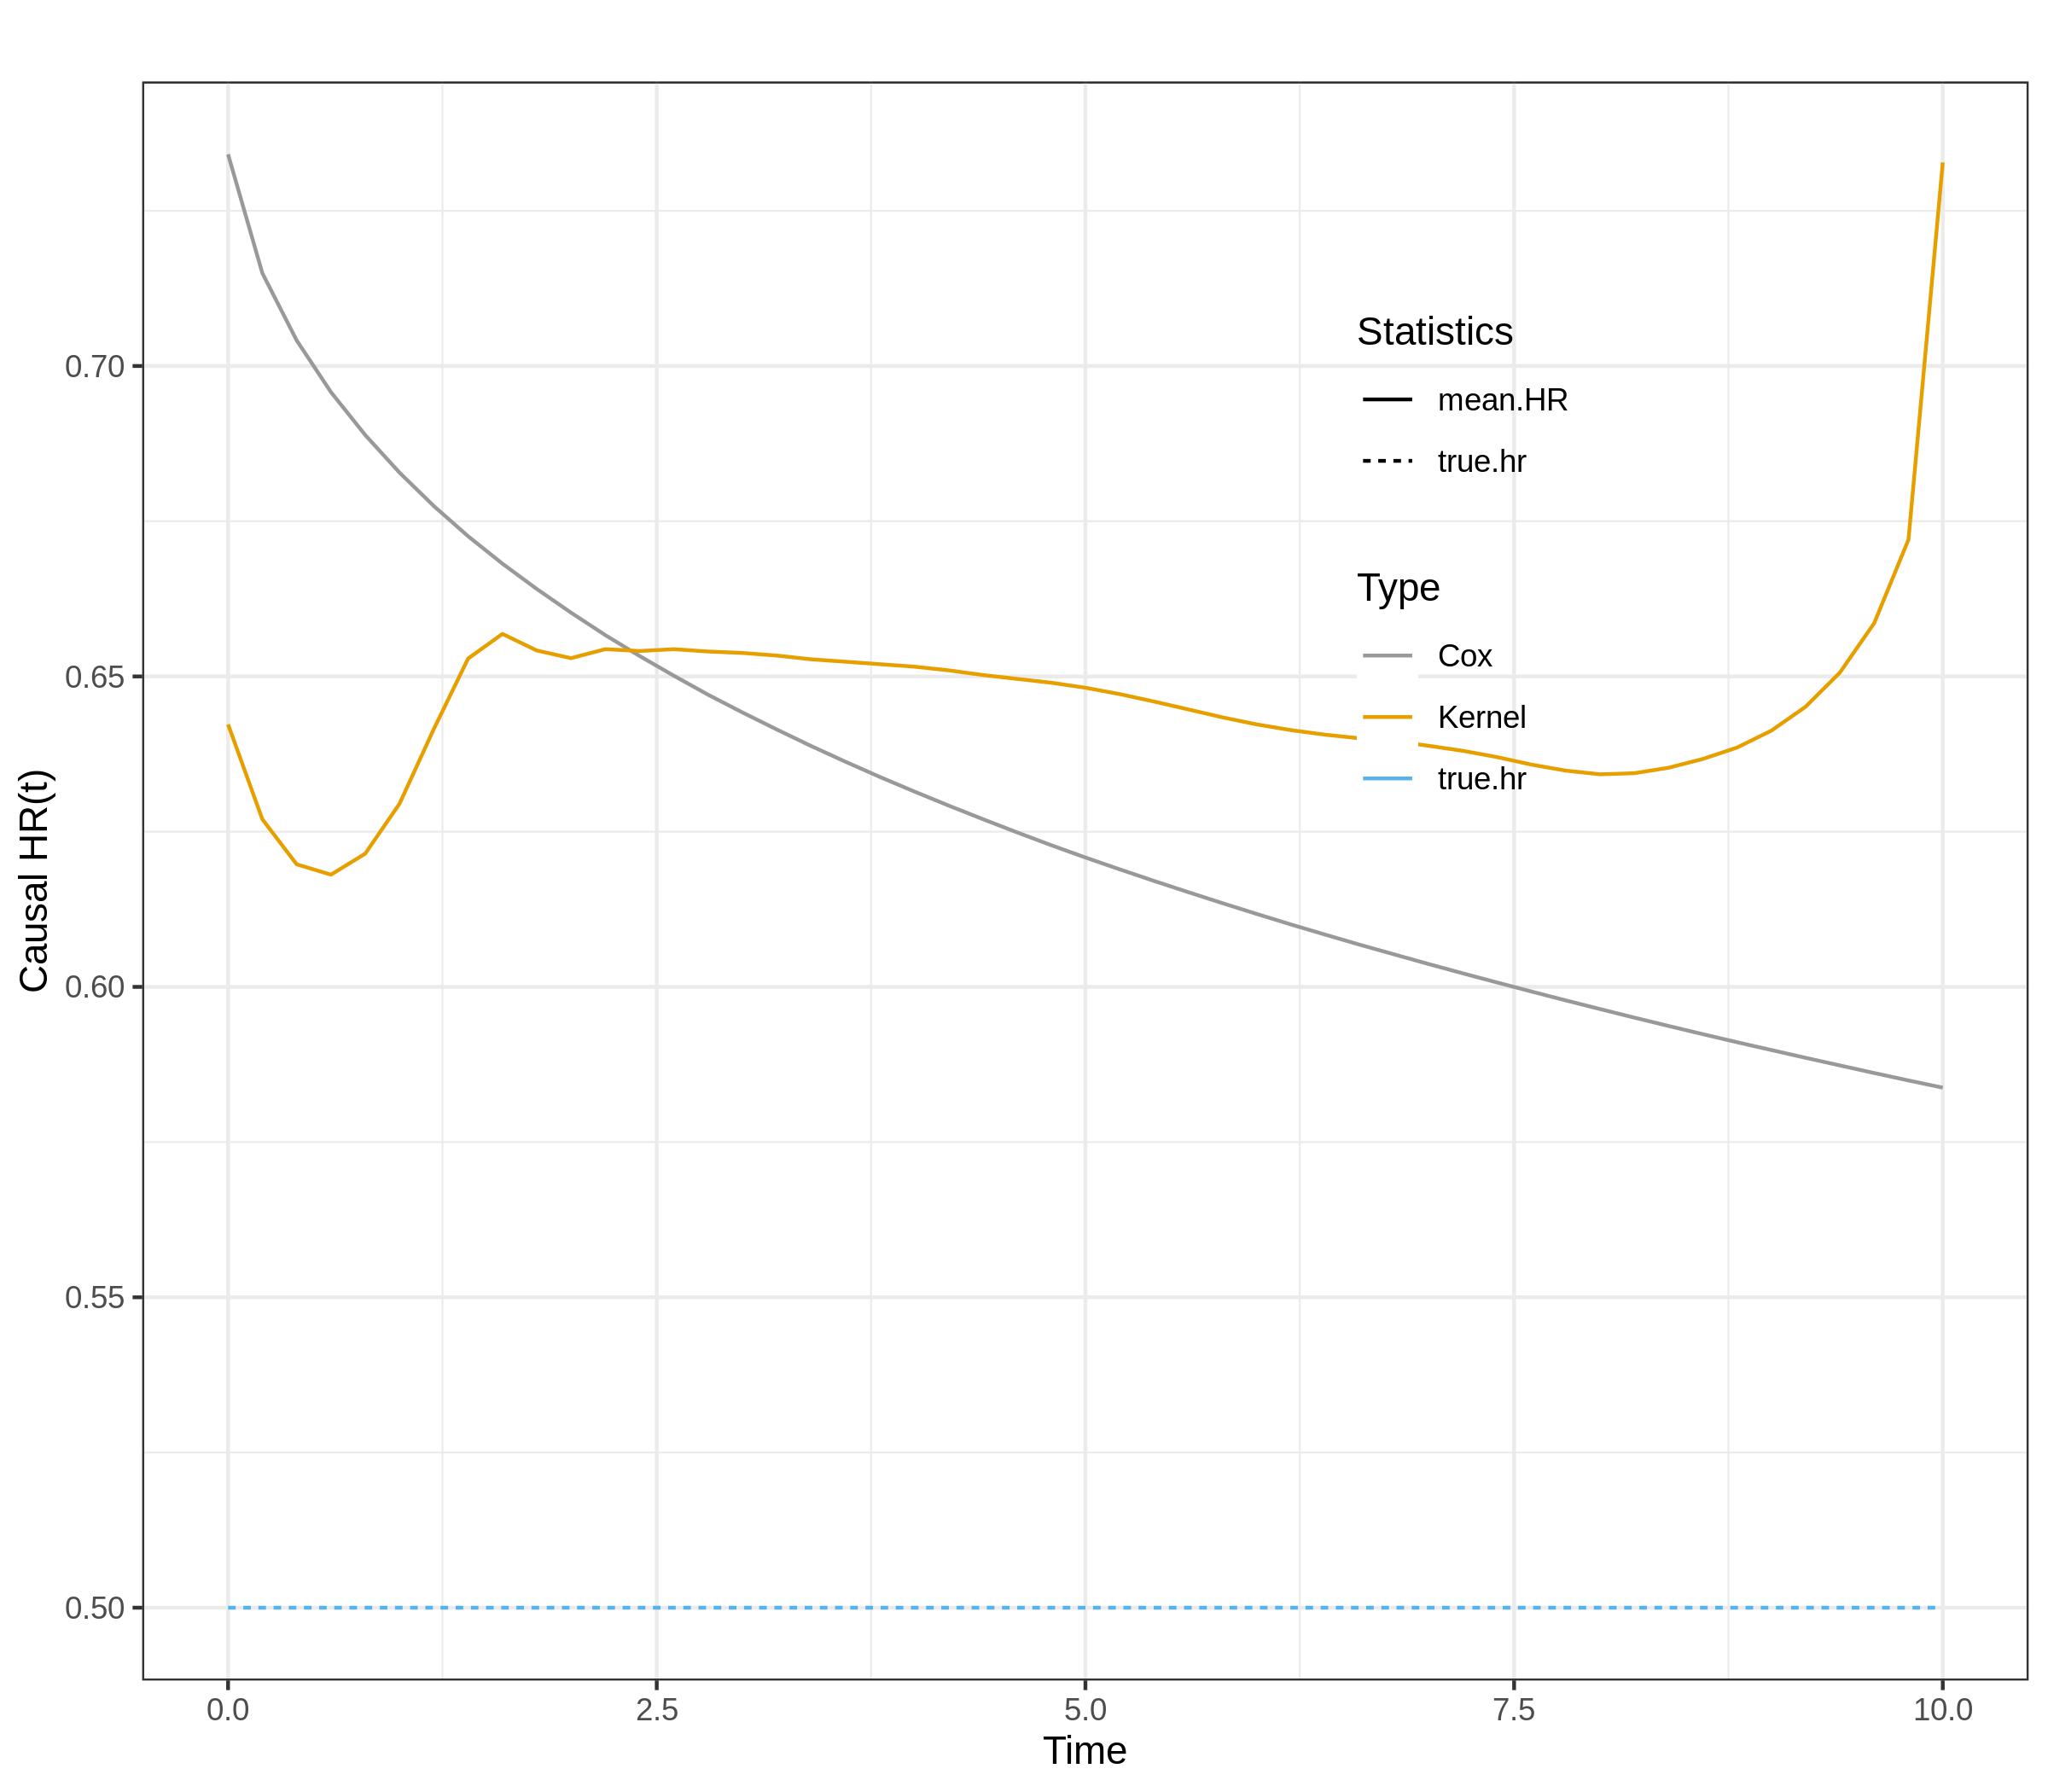 Causal HR(t)
0.70
0.65
0.60
0.55
0.50
Statistics
mean.HR
true.hr
Type
Cox
Kernel
true.hr
0.0
2.5
5.0
7.5
10.0
Time